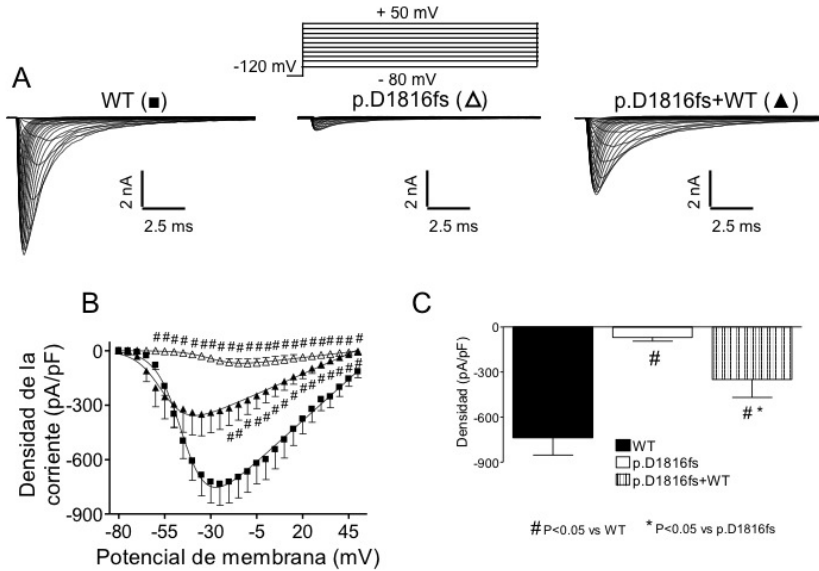 + 50 mV
-120 mV
- 80 mV
A
WT (■)
p.D1816fs (△)
p.D1816fs+WT (▲)
2 nA
2.5 ms
2 nA
2.5 ms
2 nA
2.5 ms
B
Densidad de la
corriente (pA/pF)
0
-300
-600
-900
##################
#
###############
-80
-55
-30
-5
20
45
Potencial de membrana (mV)
C
Densidad (pA/pF)
0
-300
-600
-900
#
# *
WT
p.D1816fs
p.D1816fs+WT
# P<0.05 vs WT
* P<0.05 vs p.D1816fs